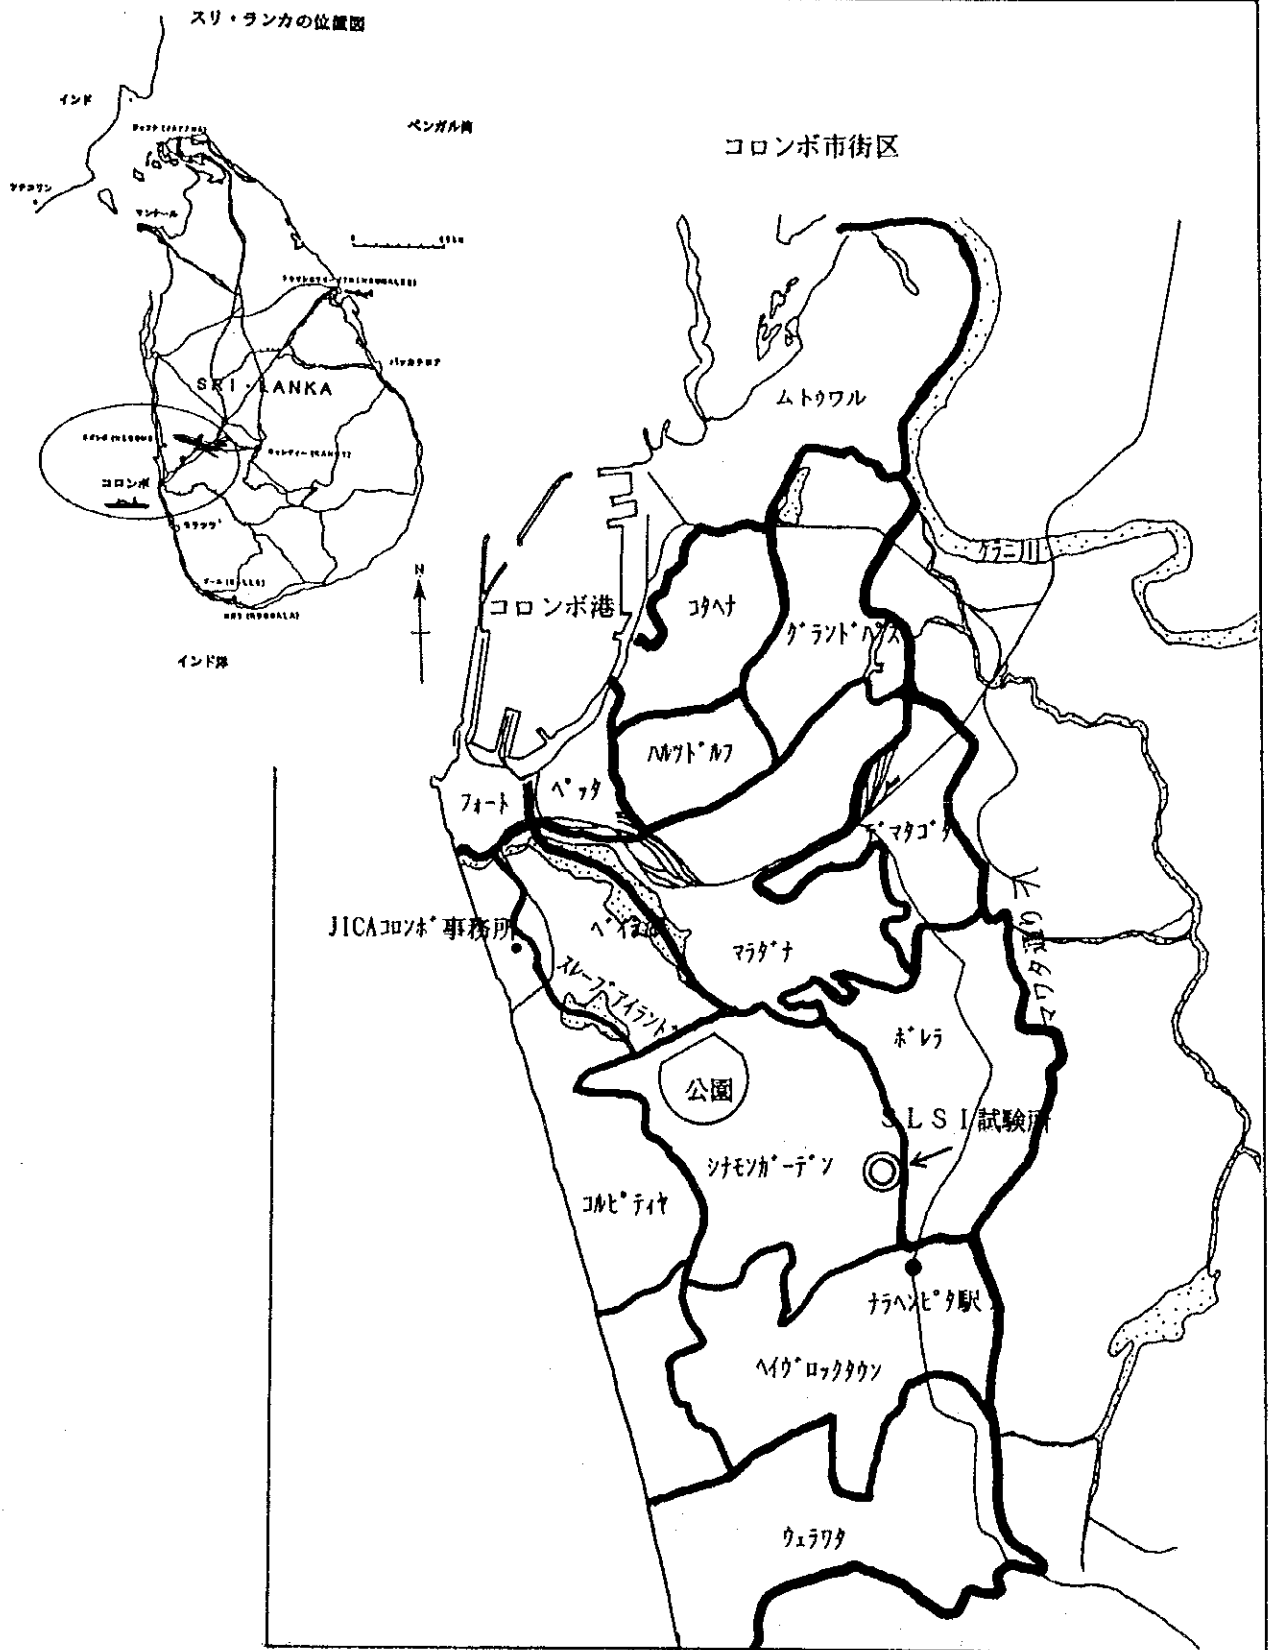 スリ・ランカの位置図
インド
ベンガル湾
マンナール
SRI・LANKA
コロンボ
インド洋
N
コロンボ市街区
ムトゥワル
ケラニ川
コロンボ港
コタヘナ
グランドパス
ハルツドルフ
フォート
ペッタ
デマタゴダ
JICAコロンボ事務所
マラダナ
スレーブアイランド
マワタ通り
ボレラ
公園
SLSI試験所
シナモンガーデン
コルピティヤ
ナラヘンピタ駅
ヘイヴロックタウン
ウェラワタ